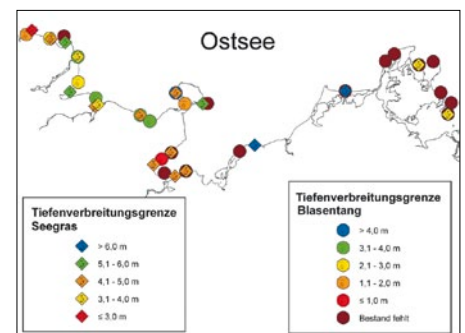 Ostsee
Tiefenverbreitungsgrenze
Seegras
> 6,0 m
5,1 - 6,0 m
4,1 - 5,0 m
3,1 - 4,0 m
≤ 3,0 m
Tiefenverbreitungsgrenze
Blasentang
> 4,0 m
3,1 - 4,0 m
2,1 - 3,0 m
1,1 - 2,0 m
≤ 1,0 m
Bestand fehlt